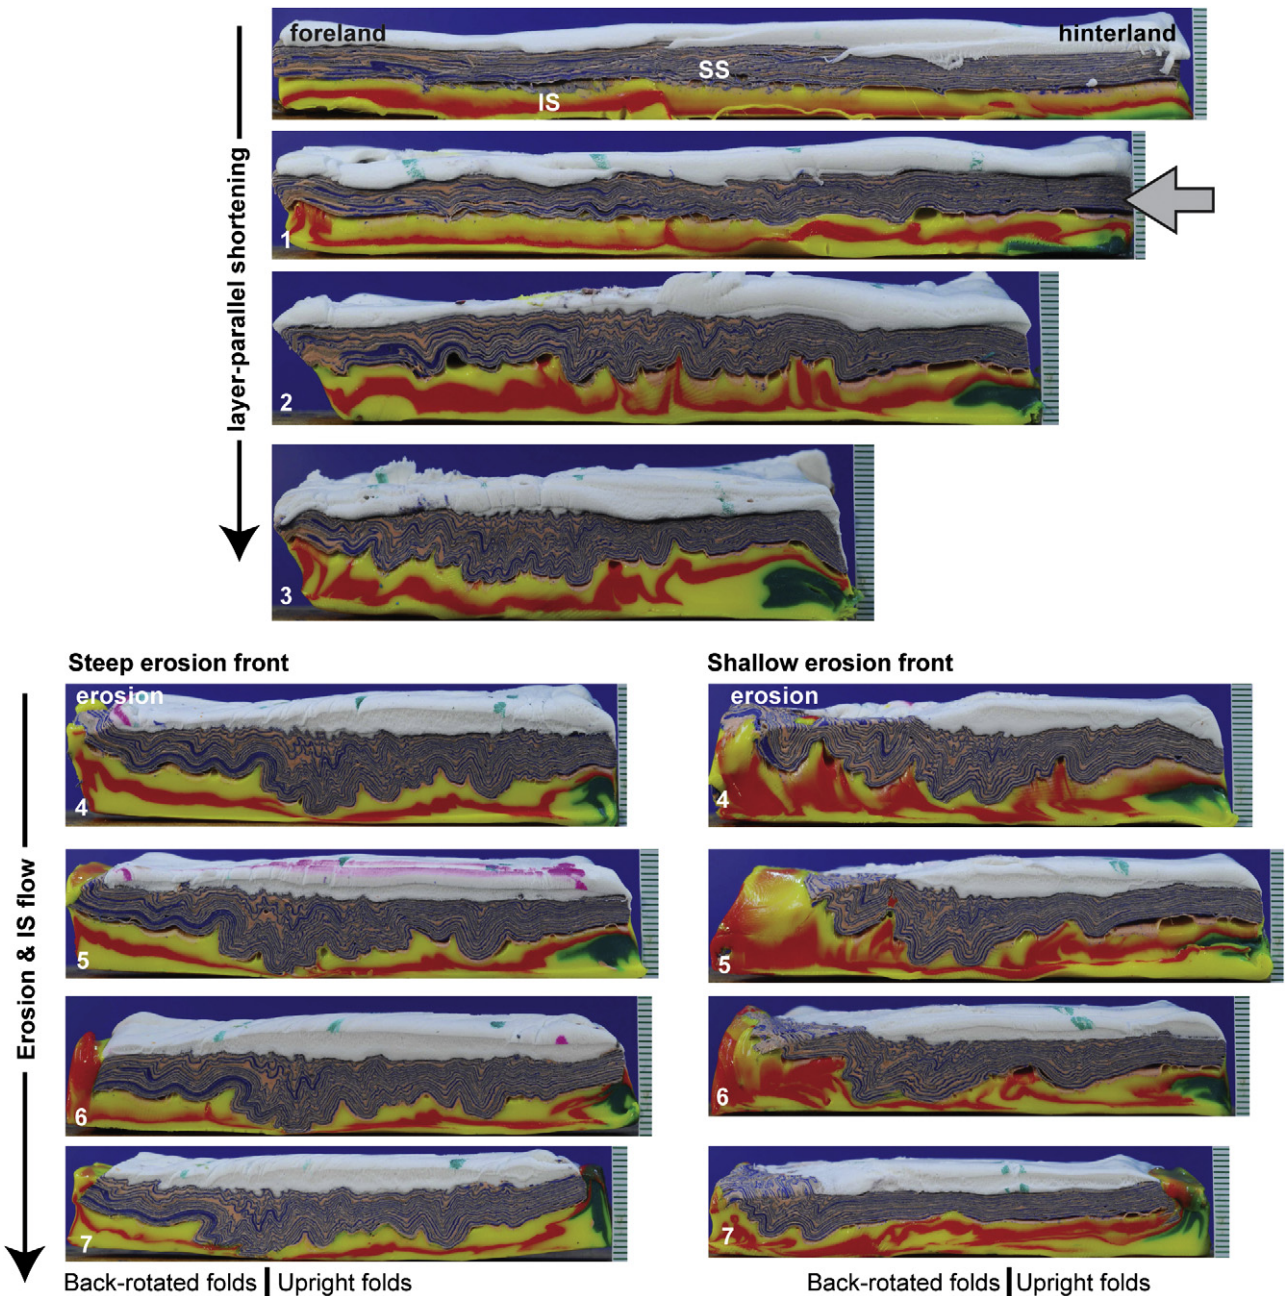 foreland
hinterland
SS
IS
layer-parallel shortening
1
2
3
Steep erosion front
Shallow erosion front
erosion
erosion
4
4
Erosion & IS flow
5
5
6
6
7
7
Back-rotated folds | Upright folds
Back-rotated folds | Upright folds